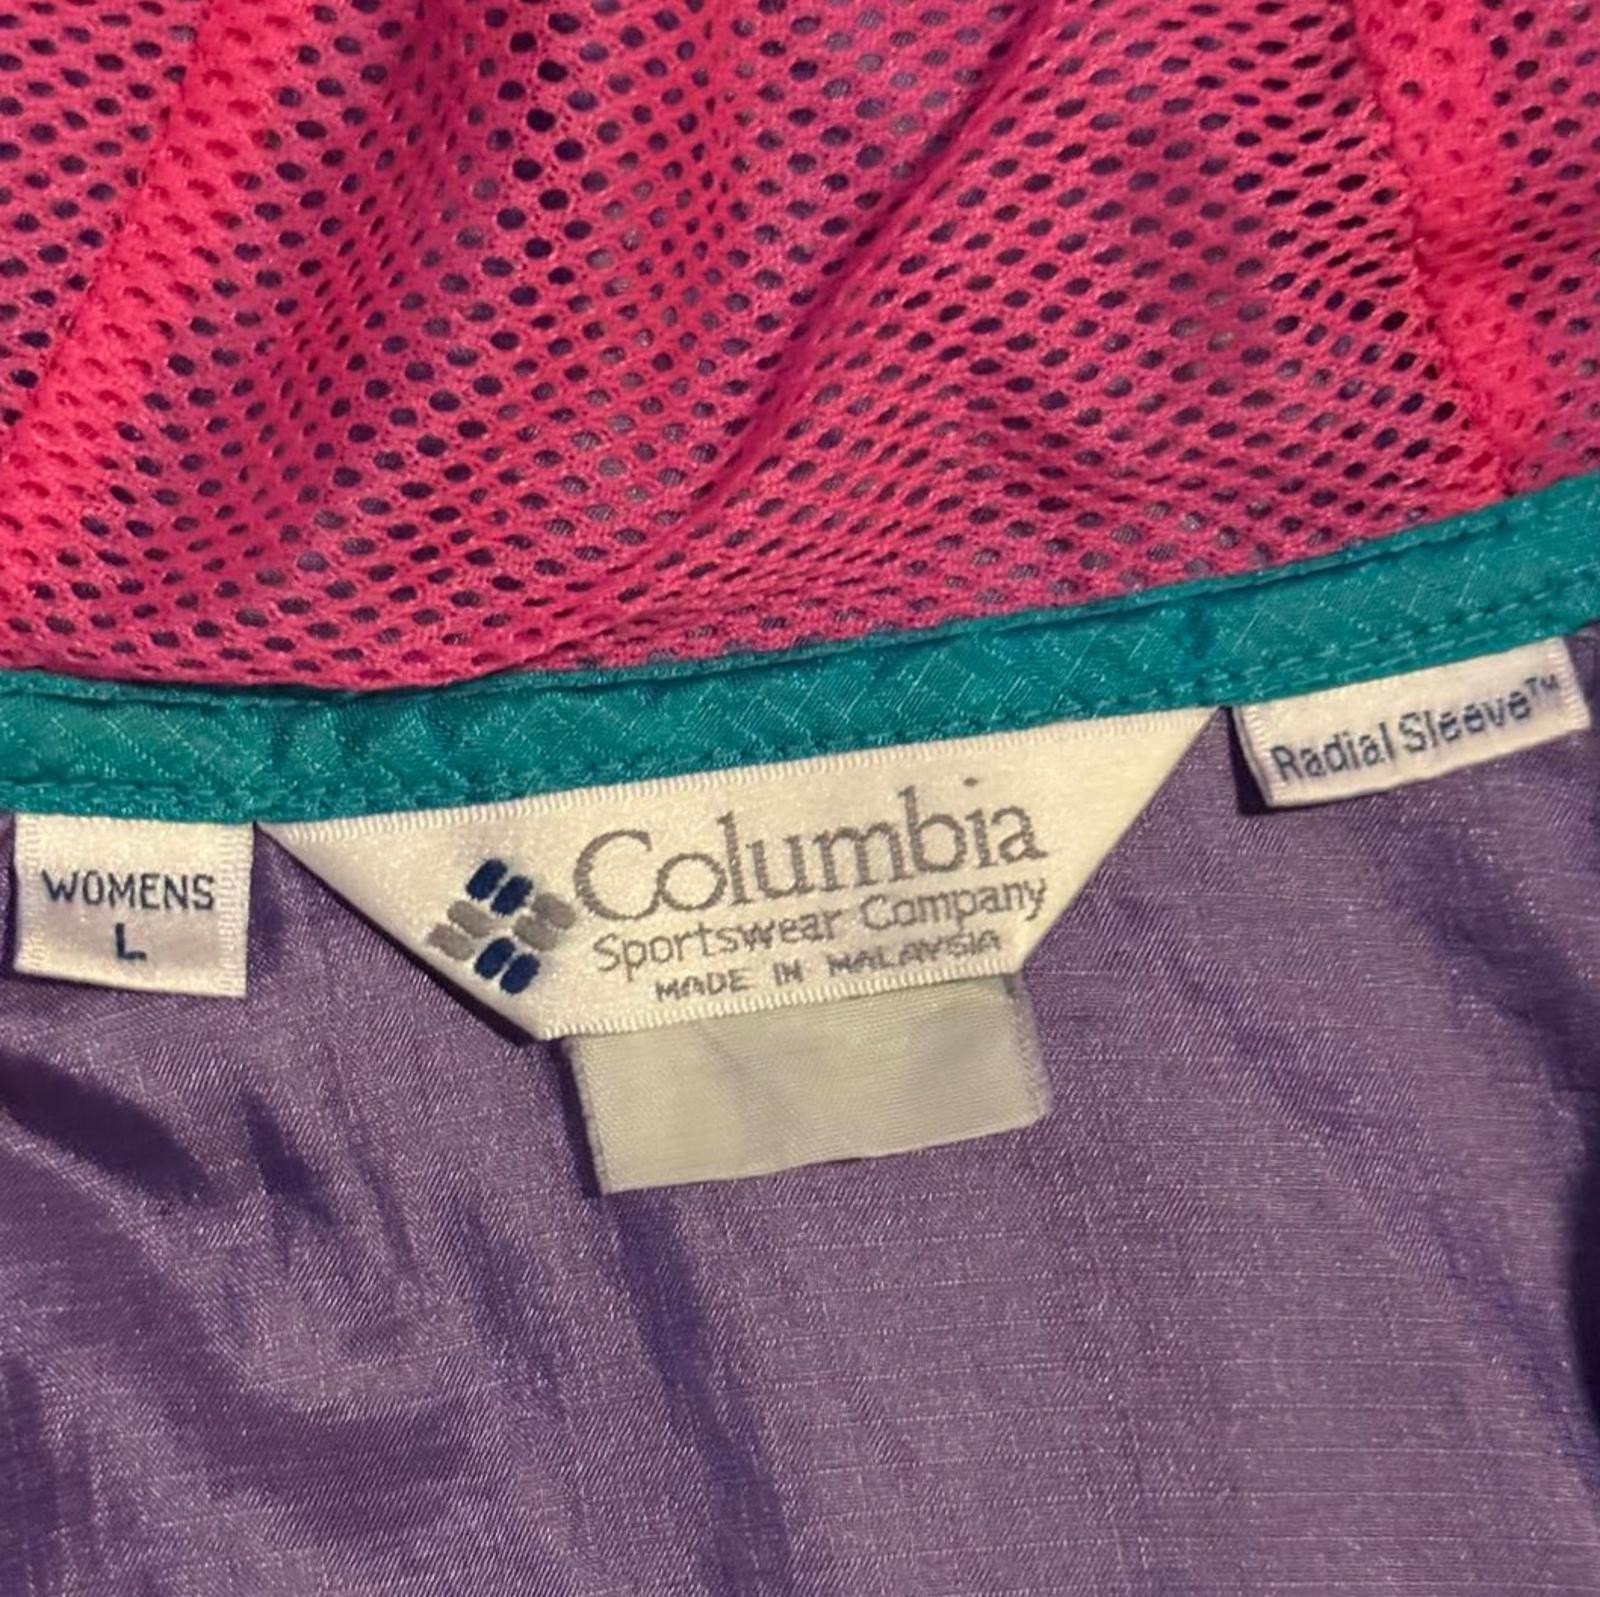 WOMENS
L
Columbia
Sportswear Company
MADE IN MALAYSIA
Radial Sleeve™